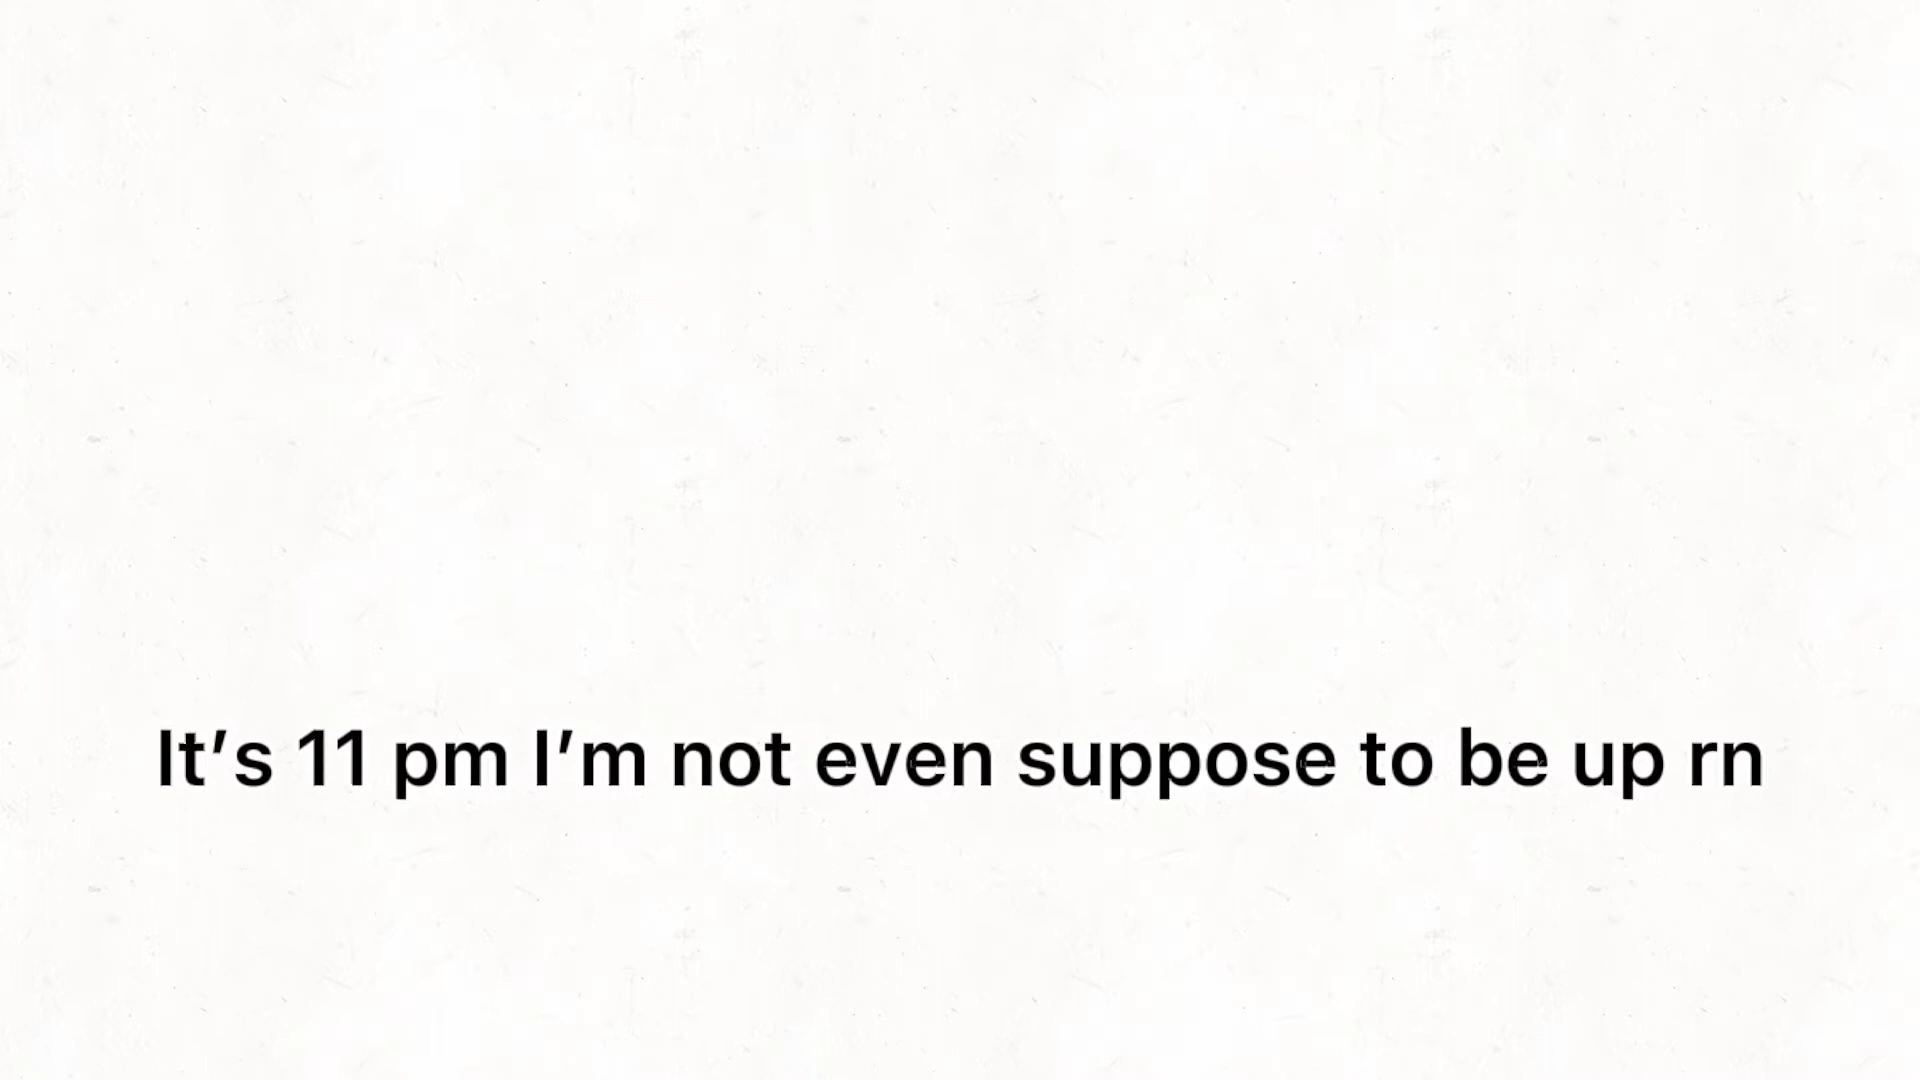 It’s 11 pm I’m not even suppose to be up rn